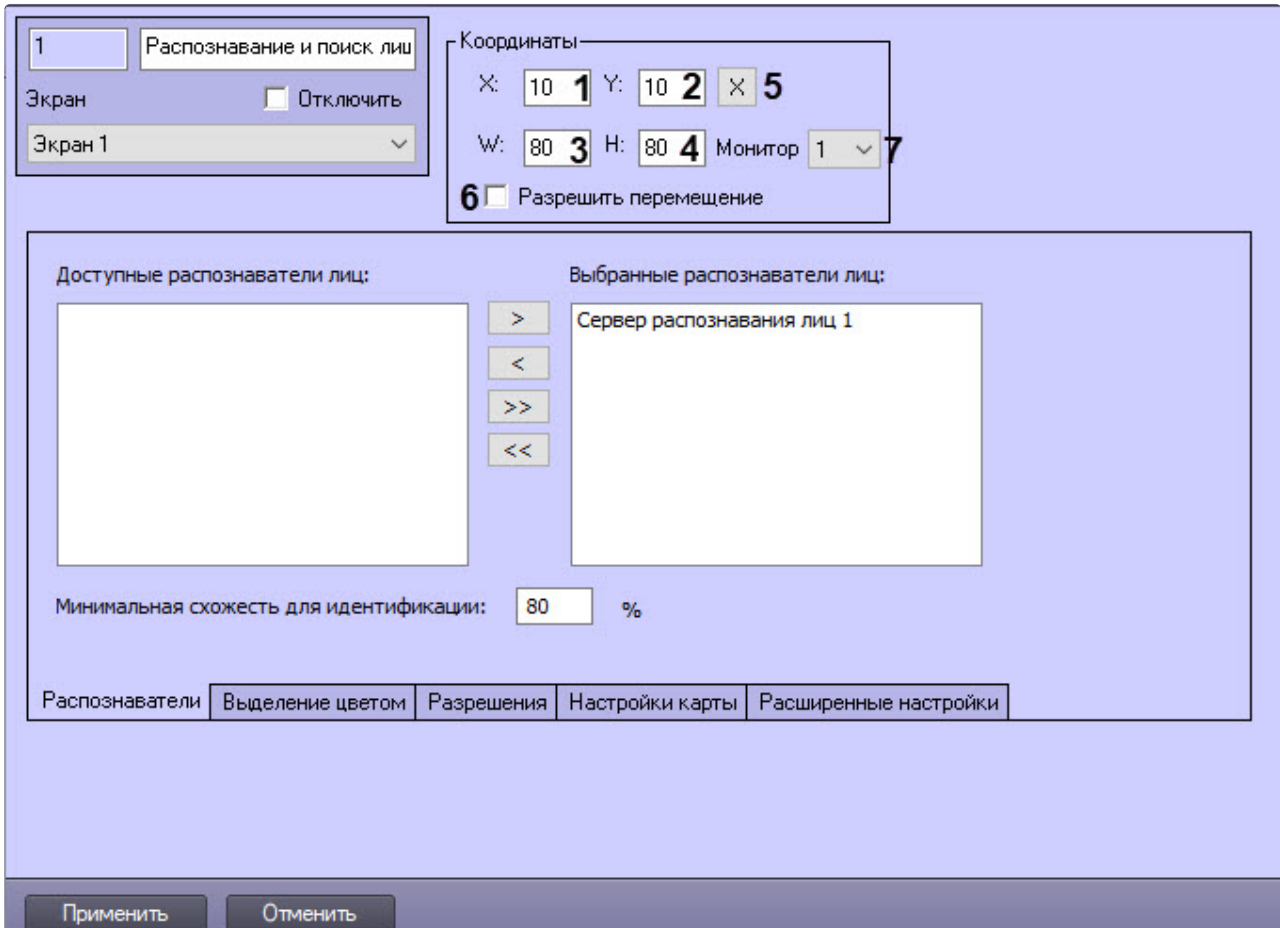 1 Распознавание и поиск лиц
Экран Отключить
Экран 1
Координаты
X: 10 1 Y: 10 2 X 5
W: 80 3 H: 80 4 Монитор 1 7
6 Разрешить перемещение
Доступные распознаватели лиц: Выбранные распознаватели лиц:
> Сервер распознавания лиц 1
<
>>
<<
Минимальная схожесть для идентификации: 80 %
Распознаватели Выделение цветом Разрешения Настройки карты Расширенные настройки
Применить Отменить